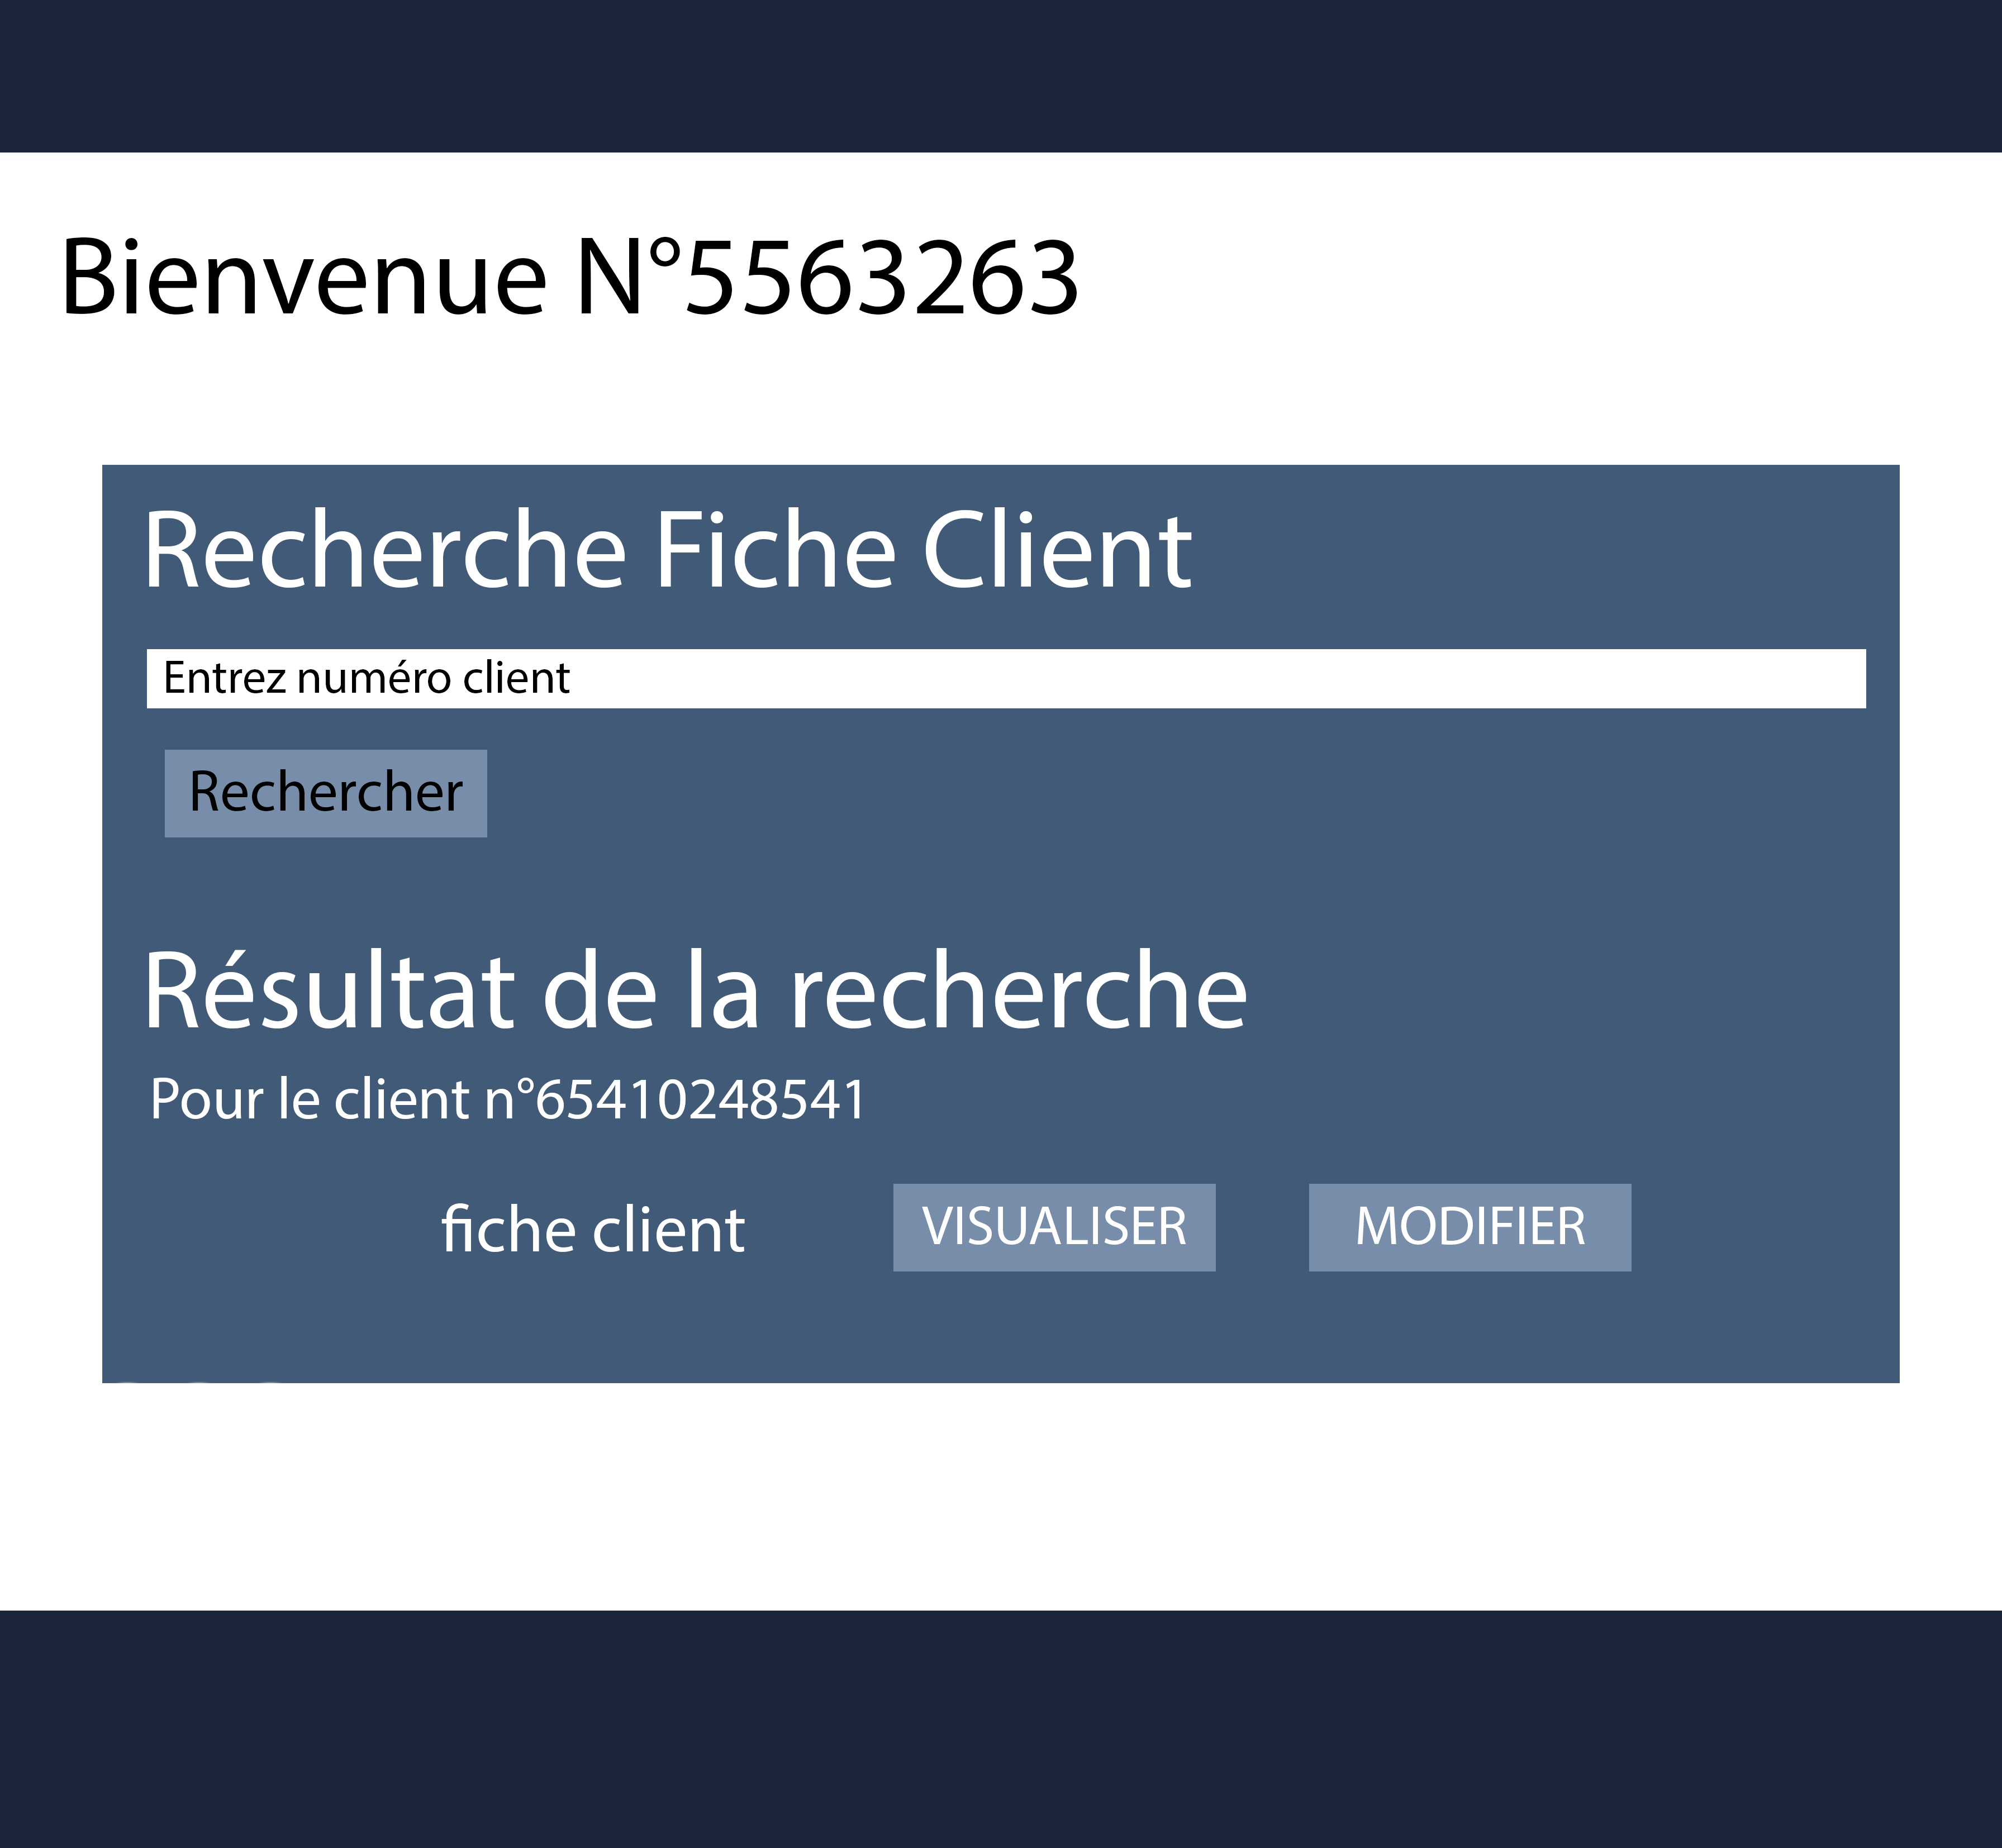 Bienvenue N°5563263
Recherche Fiche Client
Entrez numéro client
Rechercher
Résultat de la recherche
Pour le client n°65410248541
fiche client VISUALISER MODIFIER